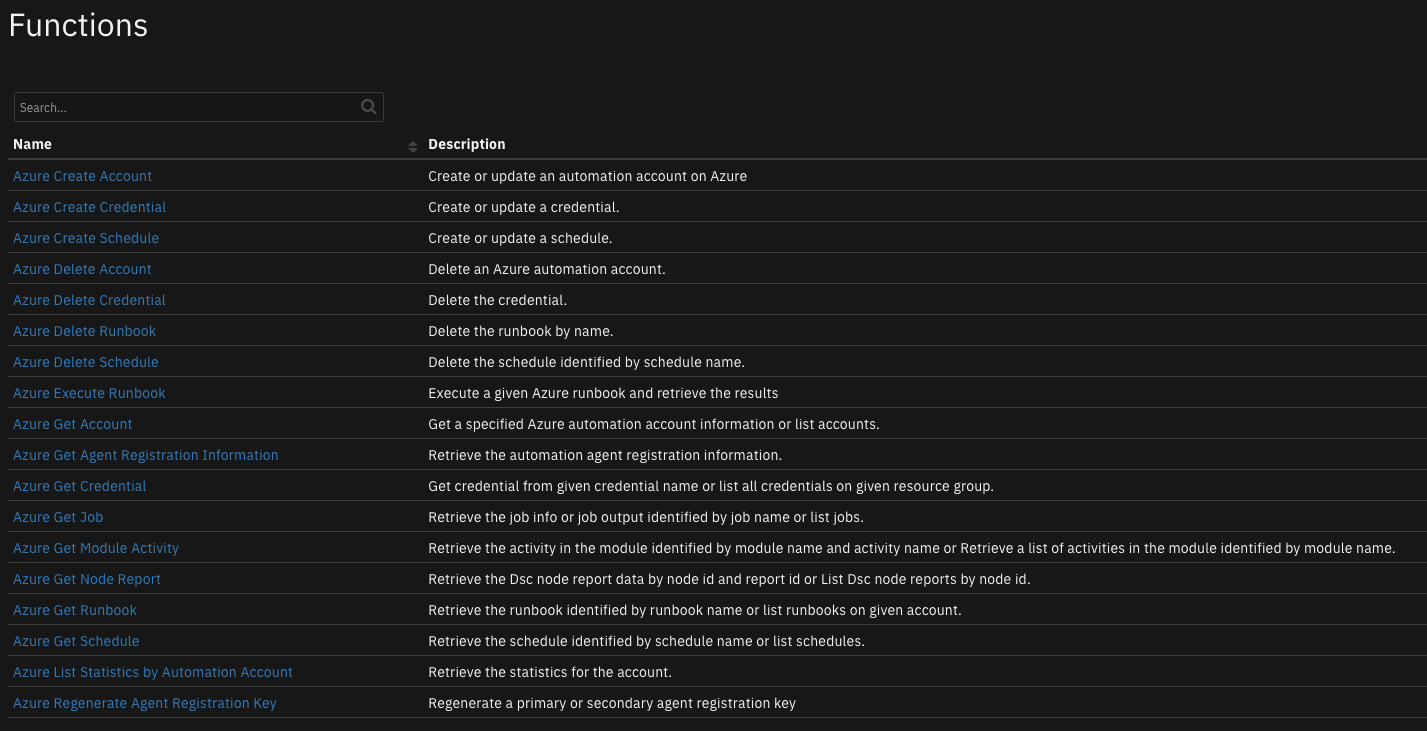 Functions
Search...
Name Description
Azure Create Account Create or update an automation account on Azure
Azure Create Credential Create or update a credential.
Azure Create Schedule Create or update a schedule.
Azure Delete Account Delete an Azure automation account.
Azure Delete Credential Delete the credential.
Azure Delete Runbook Delete the runbook by name.
Azure Delete Schedule Delete the schedule identified by schedule name.
Azure Execute Runbook Execute a given Azure runbook and retrieve the results
Azure Get Account Get a specified Azure automation account information or list accounts.
Azure Get Agent Registration Information Retrieve the automation agent registration information.
Azure Get Credential Get credential from given credential name or list all credentials on given resource group.
Azure Get Job Retrieve the job info or job output identified by job name or list jobs.
Azure Get Module Activity Retrieve the activity in the module identified by module name and activity name or Retrieve a list of activities in the module identified by module name.
Azure Get Node Report Retrieve the Dsc node report data by node id and report id or List Dsc node reports by node id.
Azure Get Runbook Retrieve the runbook identified by runbook name or list runbooks on given account.
Azure Get Schedule Retrieve the schedule identified by schedule name or list schedules.
Azure List Statistics by Automation Account Retrieve the statistics for the account.
Azure Regenerate Agent Registration Key Regenerate a primary or secondary agent registration key